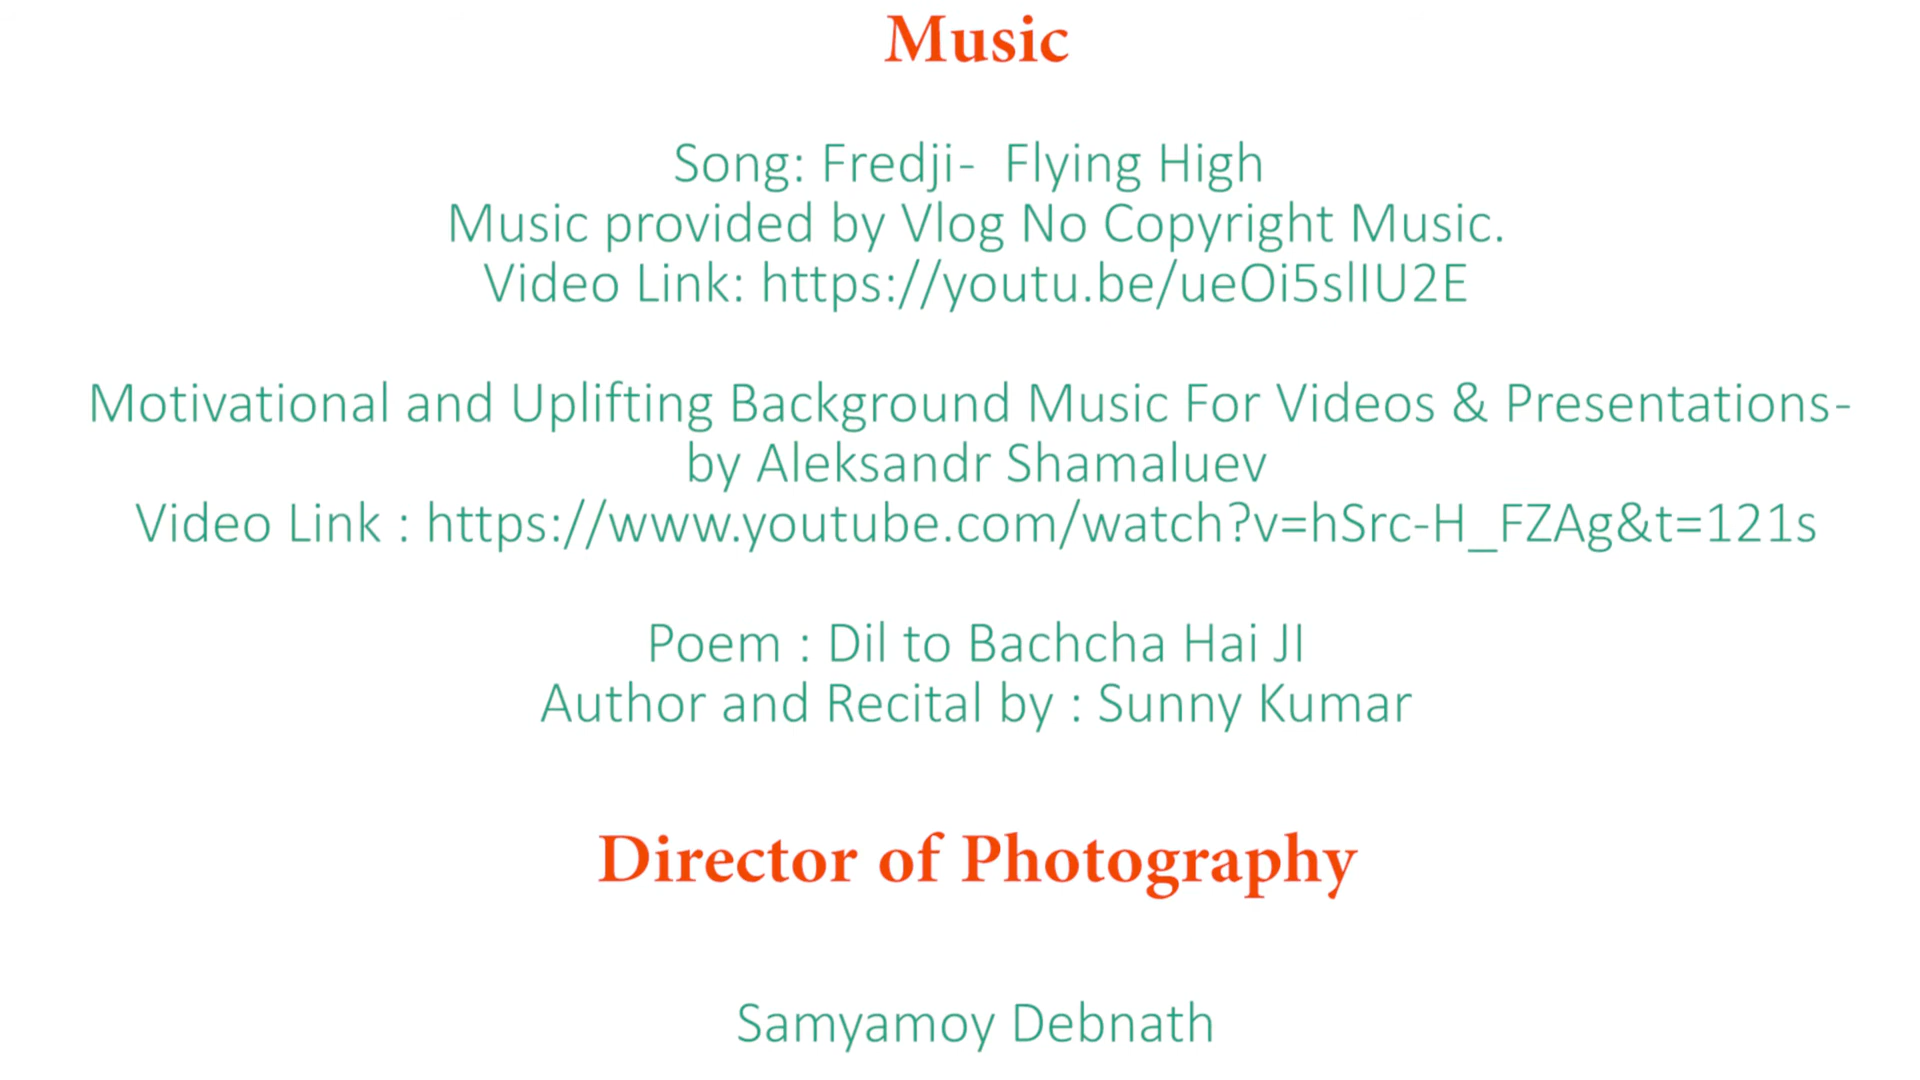 Music
Song: Fredji-  Flying High
Music provided by Vlog No Copyright Music.
Video Link: https://youtu.be/ueOi5slIU2E
Motivational and Uplifting Background Music For Videos & Presentations-
by Aleksandr Shamaluev
Video Link : https://www.youtube.com/watch?v=hSrc-H_FZAg&t=121s
Poem : Dil to Bachcha Hai JI
Author and Recital by : Sunny Kumar
Director of Photography
Samyamoy Debnath